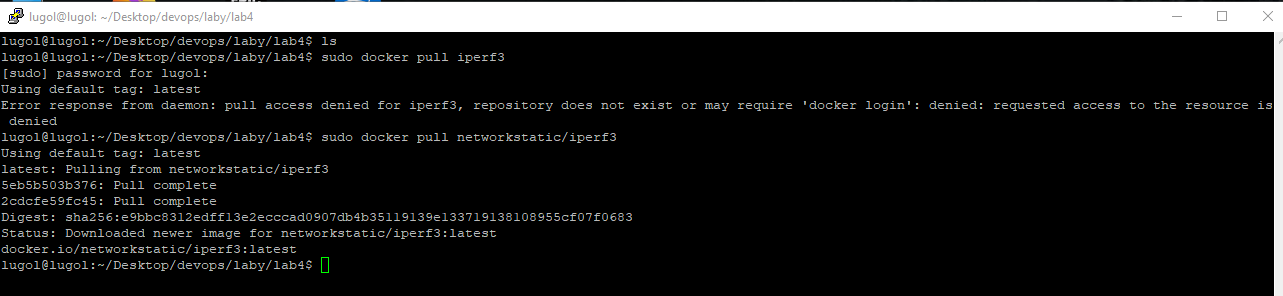 lugol@lugol: ~/Desktop/devops/laby/lab4
lugol@lugol:~/Desktop/devops/laby/lab4$ ls
lugol@lugol:~/Desktop/devops/laby/lab4$ sudo docker pull iperf3
[sudo] password for lugol:
Using default tag: latest
Error response from daemon: pull access denied for iperf3, repository does not exist or may require 'docker login': denied: requested access to the resource is
denied
lugol@lugol:~/Desktop/devops/laby/lab4$ sudo docker pull networkstatic/iperf3
Using default tag: latest
latest: Pulling from networkstatic/iperf3
5eb5b503b376: Pull complete
2cdcfe59fc45: Pull complete
Digest: sha256:e9bbc8312edff13e2ecccad0907db4b35119139e133719138108955cf07f0683
Status: Downloaded newer image for networkstatic/iperf3:latest
docker.io/networkstatic/iperf3:latest
lugol@lugol:~/Desktop/devops/laby/lab4$